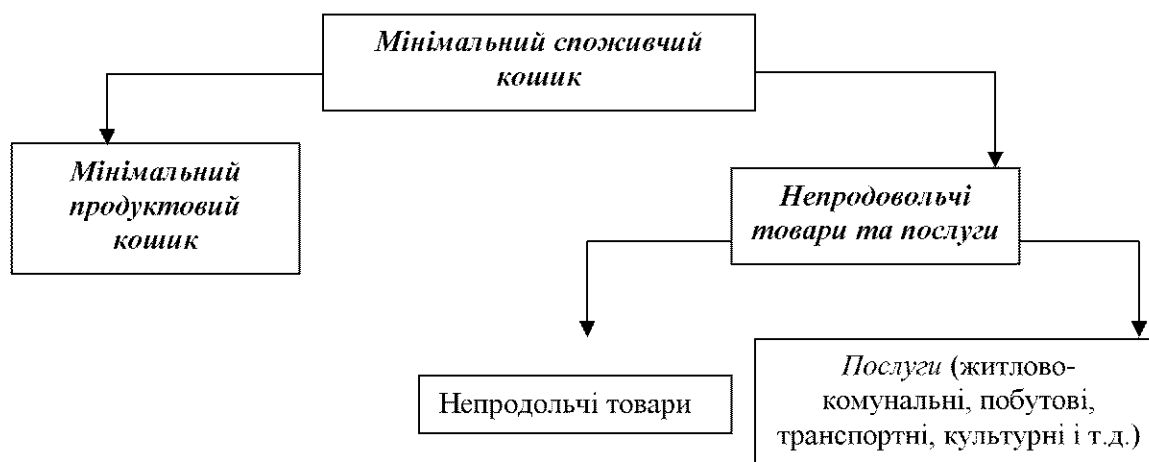 Мінімальний споживчий
кошик
Мінімальний
продуктовий
кошик
Непродовольчі
товари та послуги
Непродольчі товари
Послуги (житлово-
комунальні, побутові,
транспортні, культурні і т.д.)